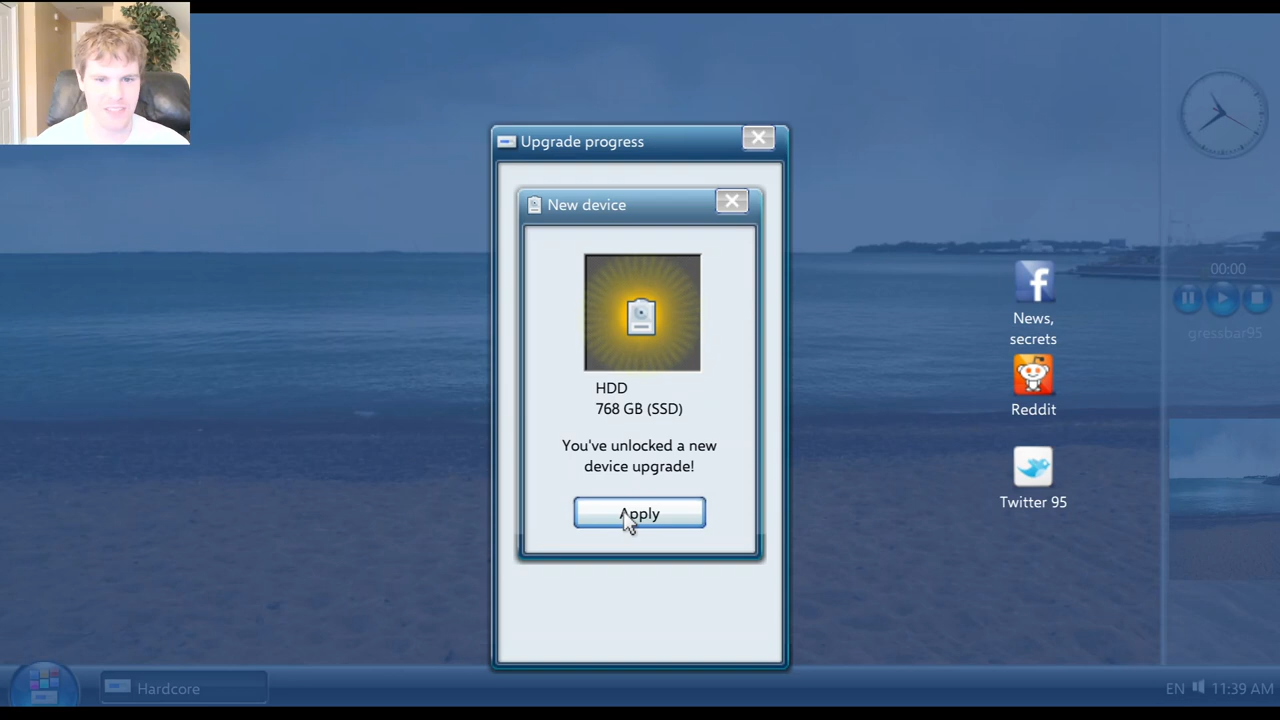 Upgrade progress
New device
HDD
768 GB (SSD)
You've unlocked a new
device upgrade!
Apply
00:00
gressbar95
News,
secrets
Reddit
Twitter 95
Hardcore
EN 11:39 AM